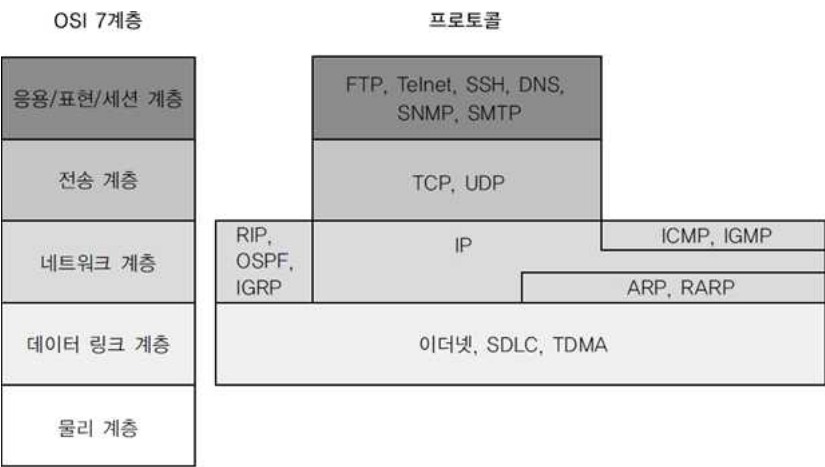 OSI 7계층
프로토콜
응용/표현/세션 계층
FTP, Telnet, SSH, DNS,
SNMP, SMTP
전송 계층
TCP, UDP
네트워크 계층
RIP,
OSPF,
IGRP
IP
ICMP, IGMP
ARP, RARP
데이터 링크 계층
이더넷, SDLC, TDMA
물리 계층